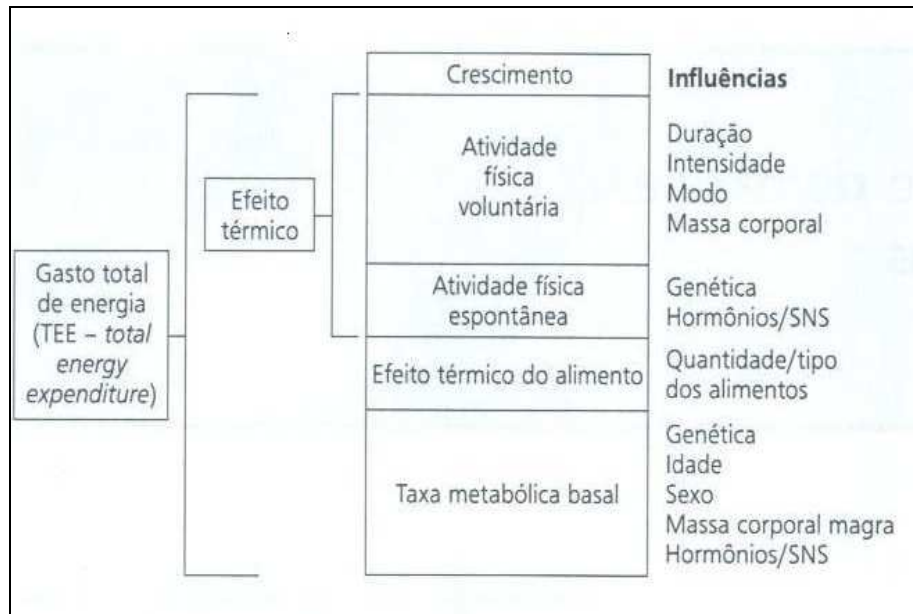 Crescimento
Influências
Atividade
física
voluntária
Duração
Intensidade
Modo
Massa corporal
Efeito
térmico
Gasto total
de energia
(TEE – total
energy
expenditure)
Atividade física
espontânea
Genética
Hormônios/SNS
Efeito térmico do alimento
Quantidade/tipo
dos alimentos
Taxa metabólica basal
Genética
Idade
Sexo
Massa corporal magra
Hormônios/SNS